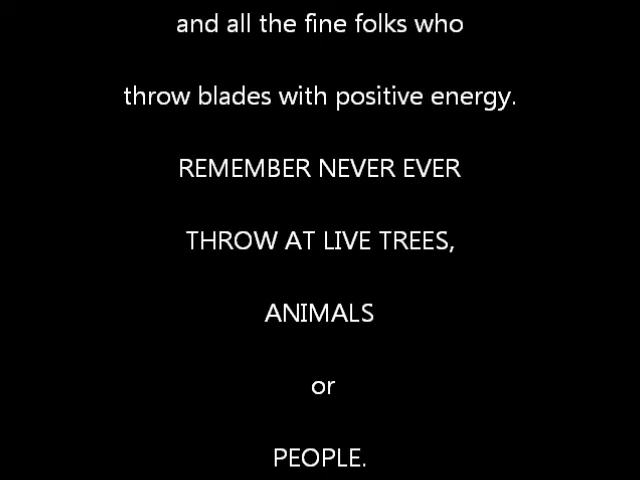 and all the fine folks who
throw blades with positive energy.
REMEMBER NEVER EVER
THROW AT LIVE TREES,
ANIMALS
or
PEOPLE.